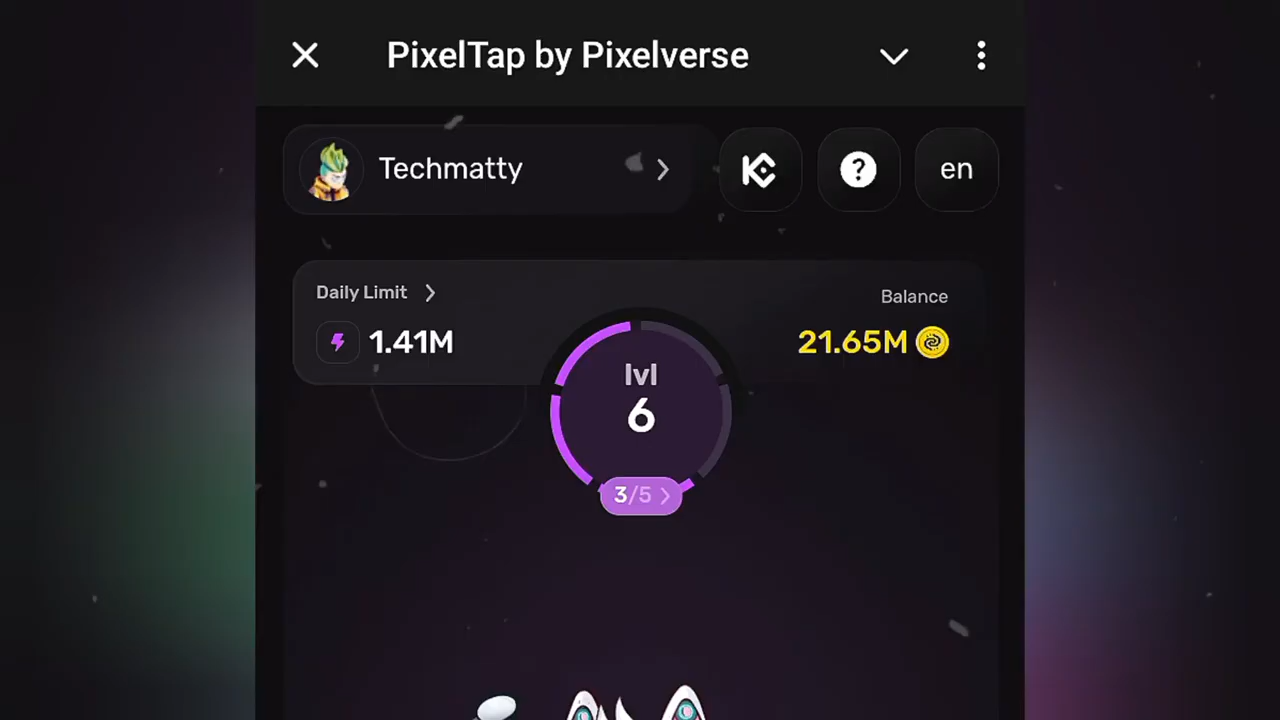 PixelTap by Pixelverse
Techmatty
?
en
Daily Limit
Balance
1.41M
21.65M
lvl
6
3/5